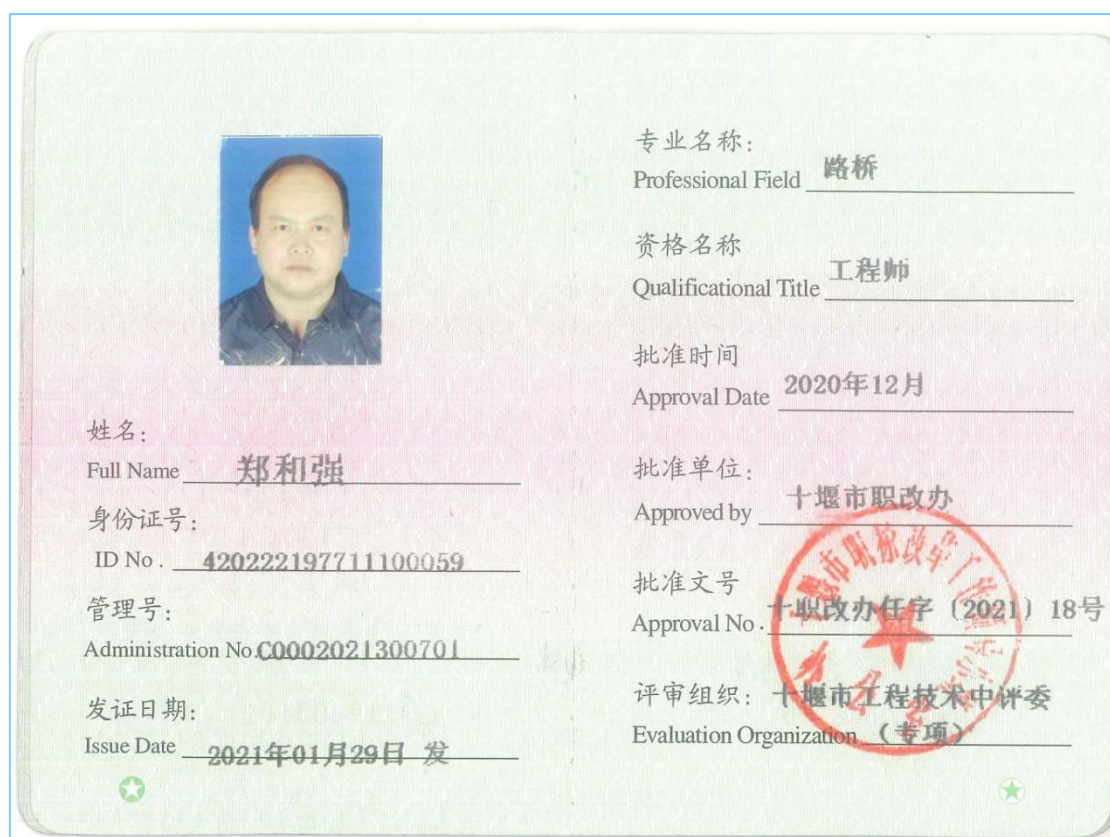 姓名:
Full Name 郑和强
身份证号:
ID No . 420222197711100059
管理号:
Administration No.C0002021300701
发证日期:
Issue Date 2021年01月29日 发
专业名称:
Professional Field 路桥
资格名称
Qualificational Title 工程师
批准时间
Approval Date 2020年12月
批准单位:
Approved by 十堰市职改办
批准文号
Approval No. 十职改办任字〔2021〕18号
评审组织: 十堰市工程技术中评委
Evaluation Organization (专项)